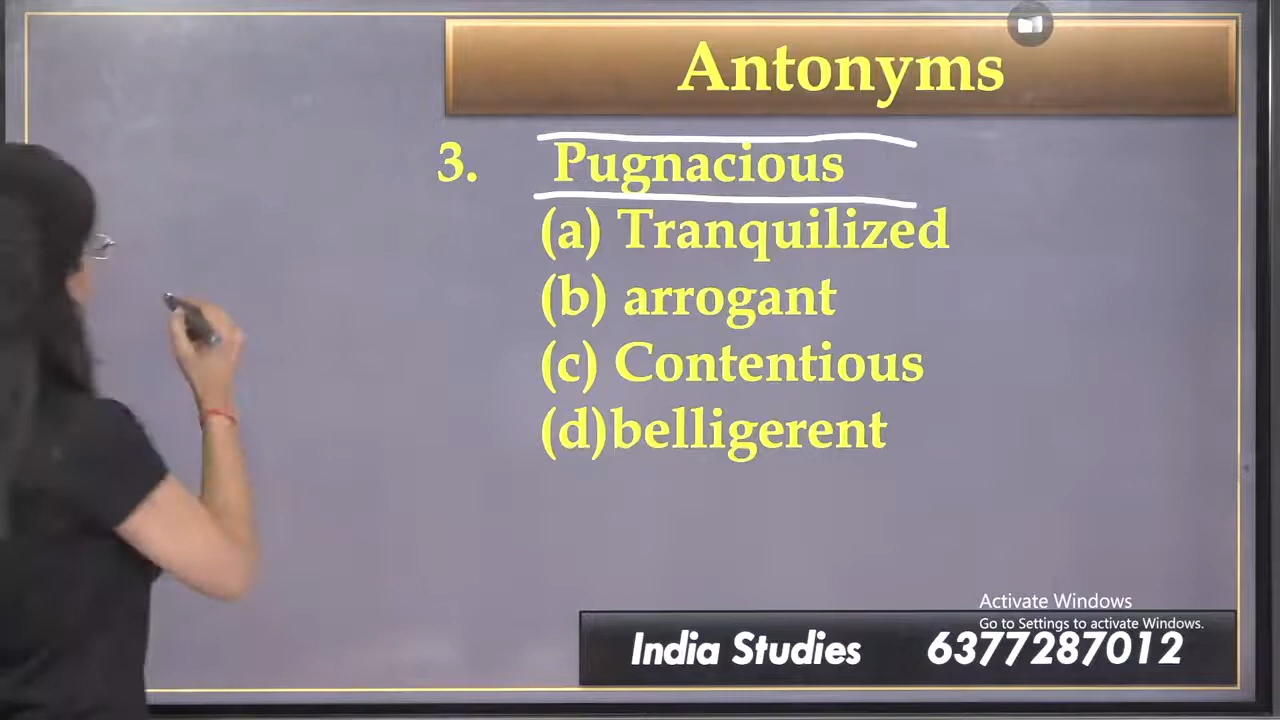 Antonyms
3. Pugnacious
(a) Tranquilized
(b) arrogant
(c) Contentious
(d)belligerent
Activate Windows
Go to Settings to activate Windows.
India Studies 6377287012